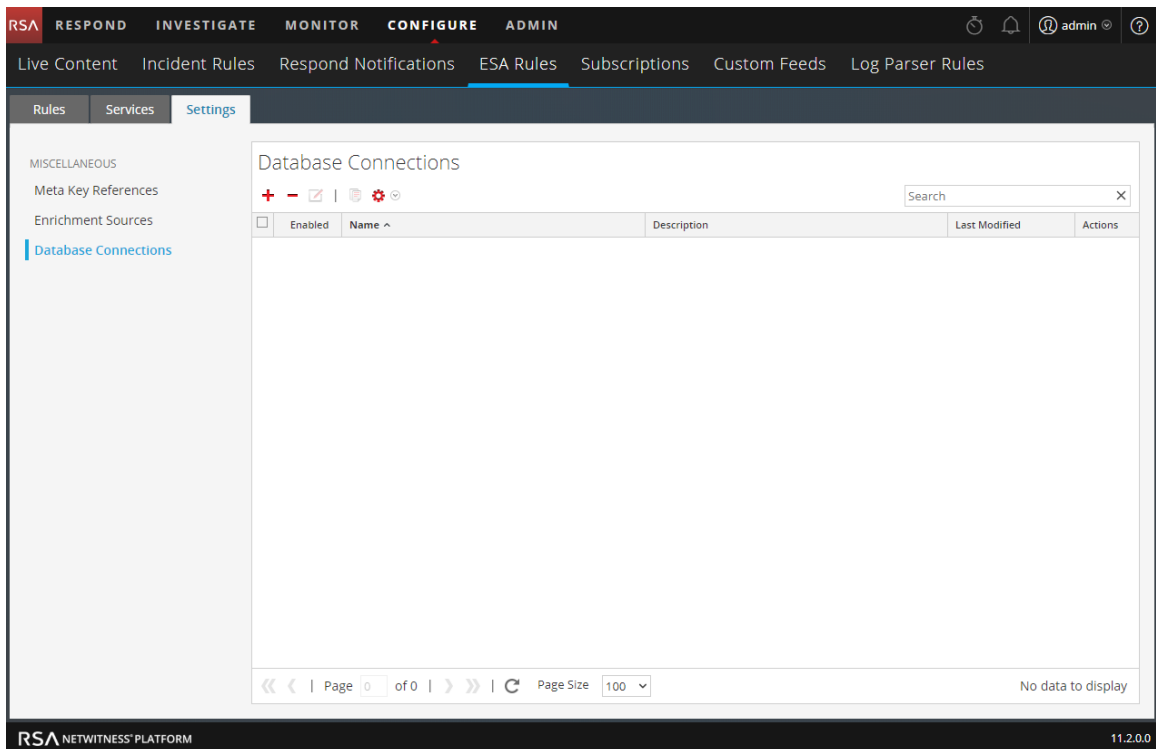 RSA RESPOND INVESTIGATE MONITOR CONFIGURE ADMIN admin ?
Live Content Incident Rules Respond Notifications ESA Rules Subscriptions Custom Feeds Log Parser Rules
Rules Services Settings
MISCELLANEOUS
Meta Key References
Enrichment Sources
Database Connections
Database Connections
Search
Enabled Name Description Last Modified Actions
Page 0 of 0 Page Size 100 No data to display
RSA NETWITNESS® PLATFORM 11.2.0.0